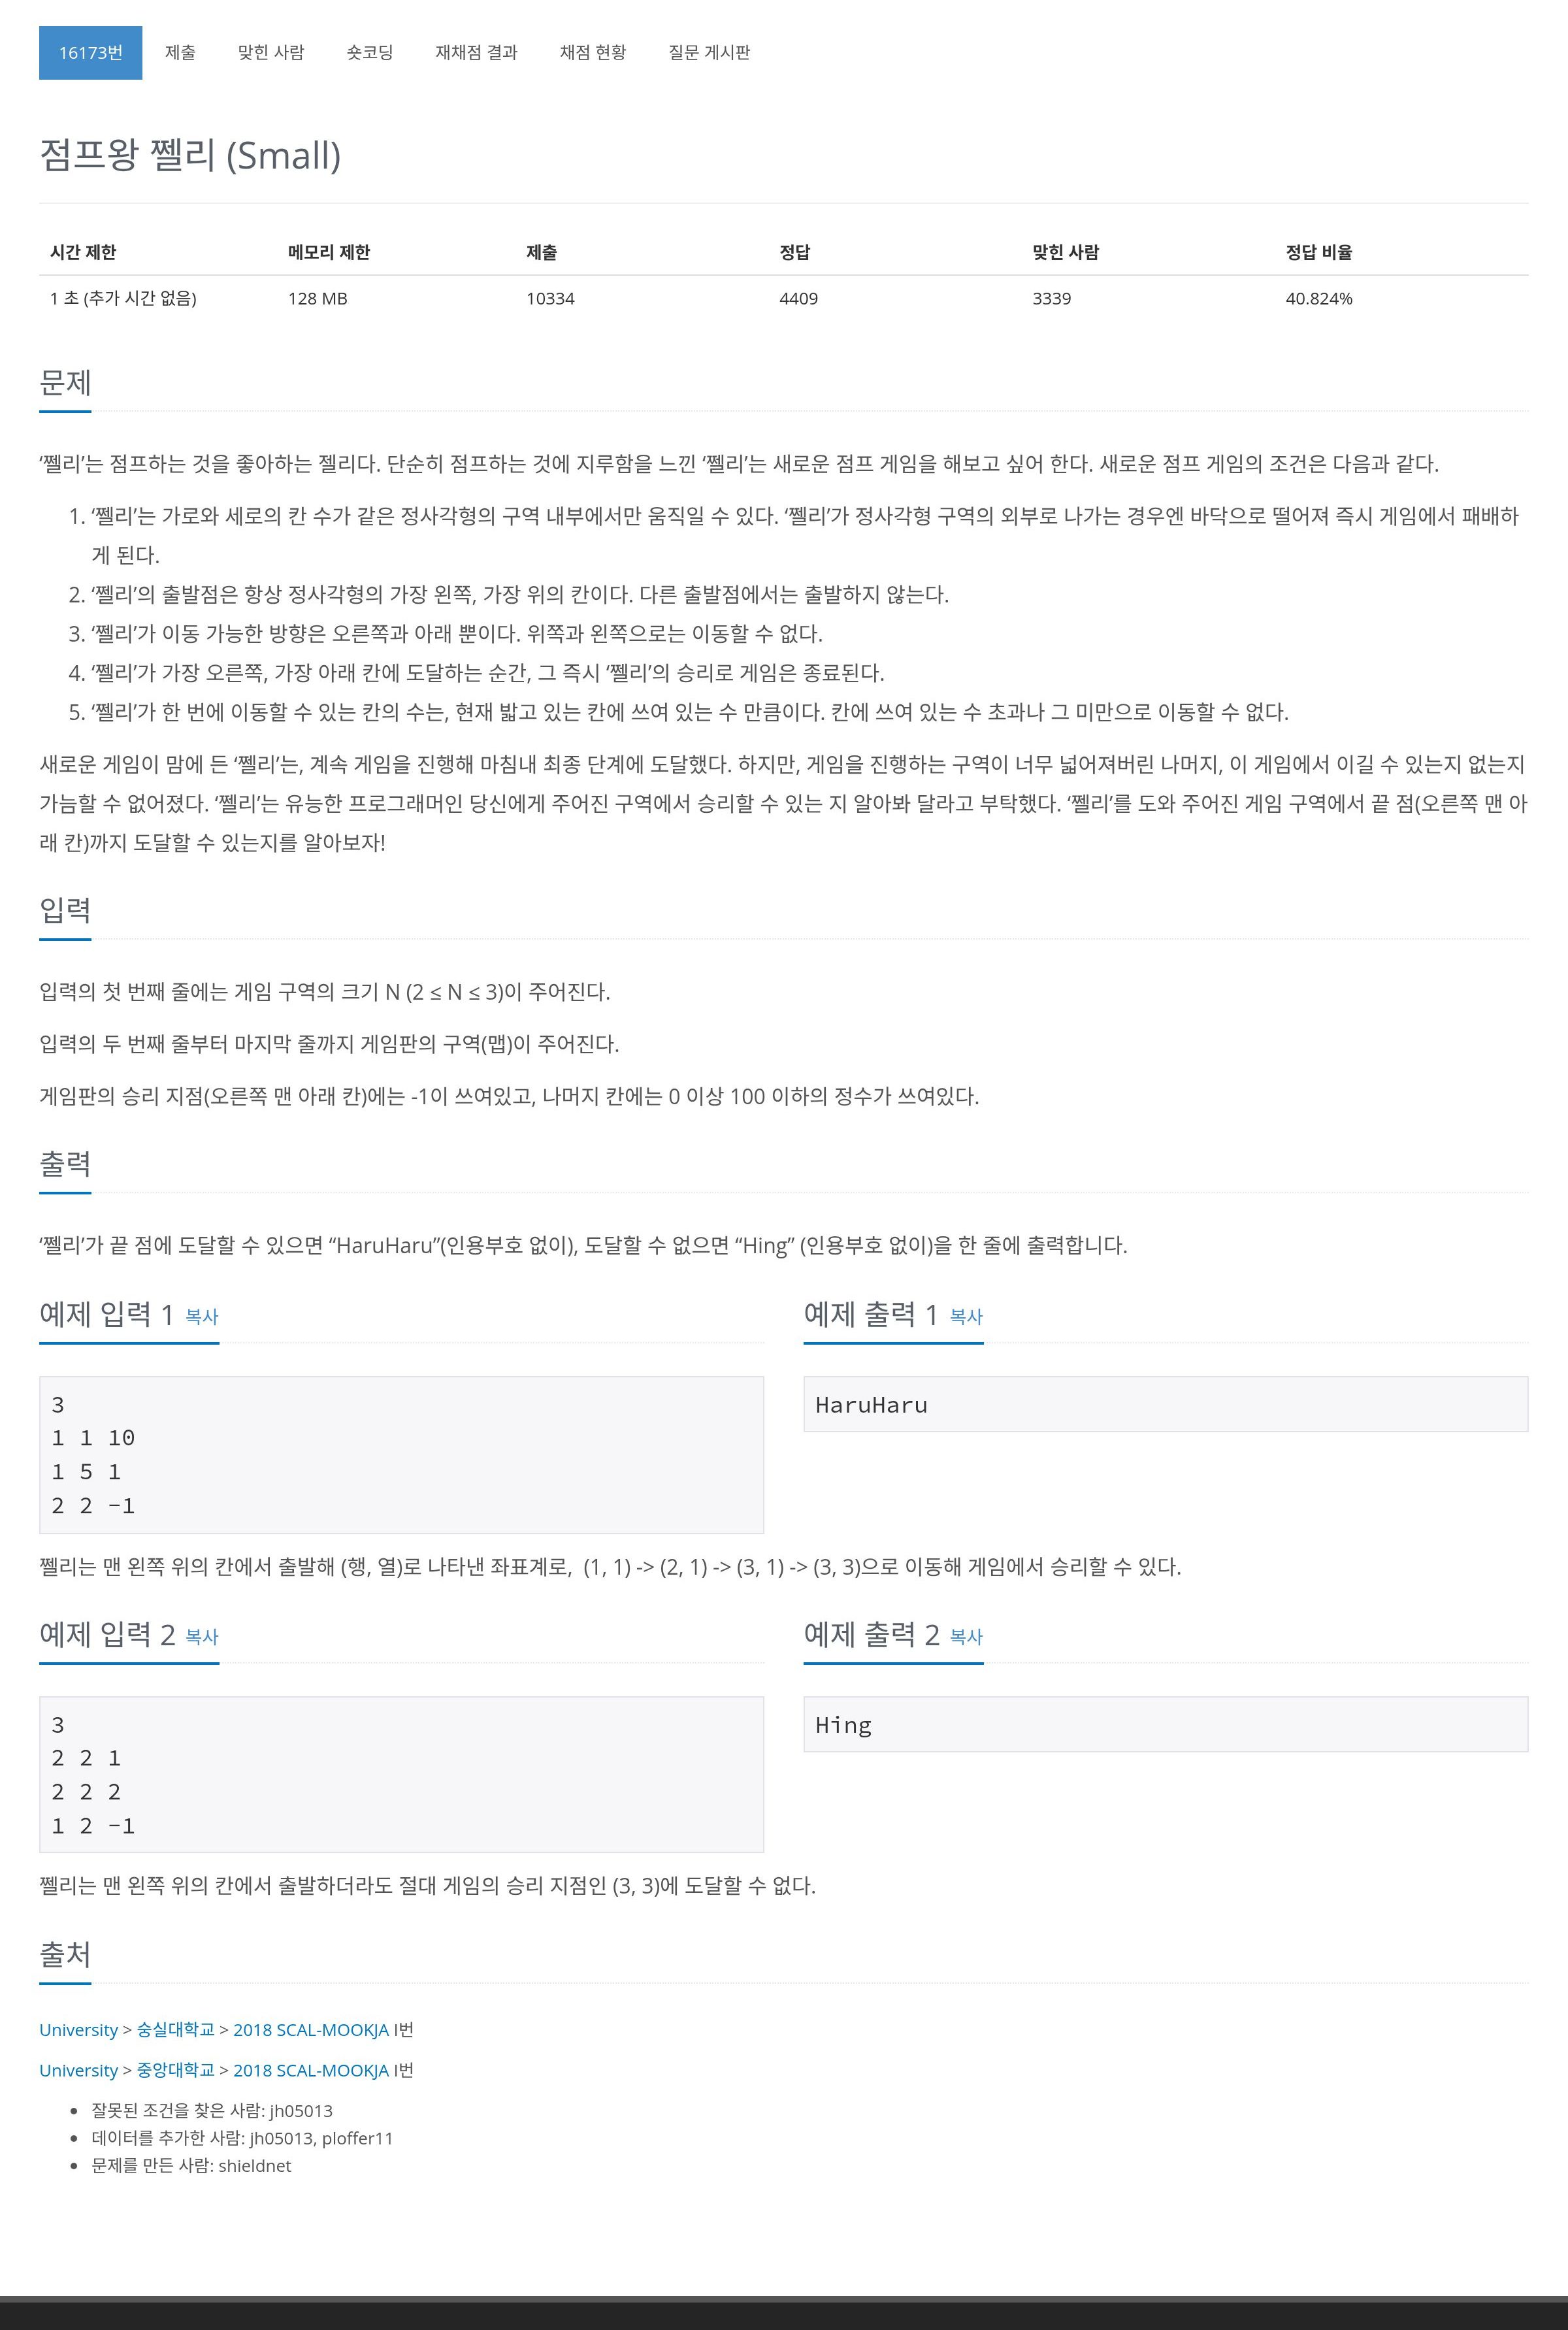 16173번 제출 맞힌 사람 숏코딩 재채점 결과 채점 현황 질문 게시판
점프왕 쩰리 (Small)
시간 제한 메모리 제한 제출 정답 맞힌 사람 정답 비율
1 초 (추가 시간 없음) 128 MB 10334 4409 3339 40.824%
문제
‘쩰리’는 점프하는 것을 좋아하는 젤리다. 단순히 점프하는 것에 지루함을 느낀 ‘쩰리’는 새로운 점프 게임을 해보고 싶어 한다. 새로운 점프 게임의 조건은 다음과 같다.
1. ‘쩰리’는 가로와 세로의 칸 수가 같은 정사각형의 구역 내부에서만 움직일 수 있다. ‘쩰리’가 정사각형 구역의 외부로 나가는 경우엔 바닥으로 떨어져 즉시 게임에서 패배하
게 된다.
2. ‘쩰리’의 출발점은 항상 정사각형의 가장 왼쪽, 가장 위의 칸이다. 다른 출발점에서는 출발하지 않는다.
3. ‘쩰리’가 이동 가능한 방향은 오른쪽과 아래 뿐이다. 위쪽과 왼쪽으로는 이동할 수 없다.
4. ‘쩰리’가 가장 오른쪽, 가장 아래 칸에 도달하는 순간, 그 즉시 ‘쩰리’의 승리로 게임은 종료된다.
5. ‘쩰리’가 한 번에 이동할 수 있는 칸의 수는, 현재 밟고 있는 칸에 쓰여 있는 수 만큼이다. 칸에 쓰여 있는 수 초과나 그 미만으로 이동할 수 없다.
새로운 게임이 맘에 든 ‘쩰리’는, 계속 게임을 진행해 마침내 최종 단계에 도달했다. 하지만, 게임을 진행하는 구역이 너무 넓어져버린 나머지, 이 게임에서 이길 수 있는지 없는지
가늠할 수 없어졌다. ‘쩰리’는 유능한 프로그래머인 당신에게 주어진 구역에서 승리할 수 있는 지 알아봐 달라고 부탁했다. ‘쩰리’를 도와 주어진 게임 구역에서 끝 점(오른쪽 맨 아
래 칸)까지 도달할 수 있는지를 알아보자!
입력
입력의 첫 번째 줄에는 게임 구역의 크기 N (2 ≤ N ≤ 3)이 주어진다.
입력의 두 번째 줄부터 마지막 줄까지 게임판의 구역(맵)이 주어진다.
게임판의 승리 지점(오른쪽 맨 아래 칸)에는 -1이 쓰여있고, 나머지 칸에는 0 이상 100 이하의 정수가 쓰여있다.
출력
‘쩰리’가 끝 점에 도달할 수 있으면 “HaruHaru”(인용부호 없이), 도달할 수 없으면 “Hing” (인용부호 없이)을 한 줄에 출력합니다.
예제 입력 1 복사 예제 출력 1 복사
3 HaruHaru
1 1 10
1 5 1
2 2 -1
쩰리는 맨 왼쪽 위의 칸에서 출발해 (행, 열)로 나타낸 좌표계로, (1, 1) -> (2, 1) -> (3, 1) -> (3, 3)으로 이동해 게임에서 승리할 수 있다.
예제 입력 2 복사 예제 출력 2 복사
3 Hing
2 2 1
2 2 2
1 2 -1
쩰리는 맨 왼쪽 위의 칸에서 출발하더라도 절대 게임의 승리 지점인 (3, 3)에 도달할 수 없다.
출처
University > 숭실대학교 > 2018 SCAL-MOOKJA I번
University > 중앙대학교 > 2018 SCAL-MOOKJA I번
• 잘못된 조건을 찾은 사람: jh05013
• 데이터를 추가한 사람: jh05013, ploffer11
• 문제를 만든 사람: shieldnet